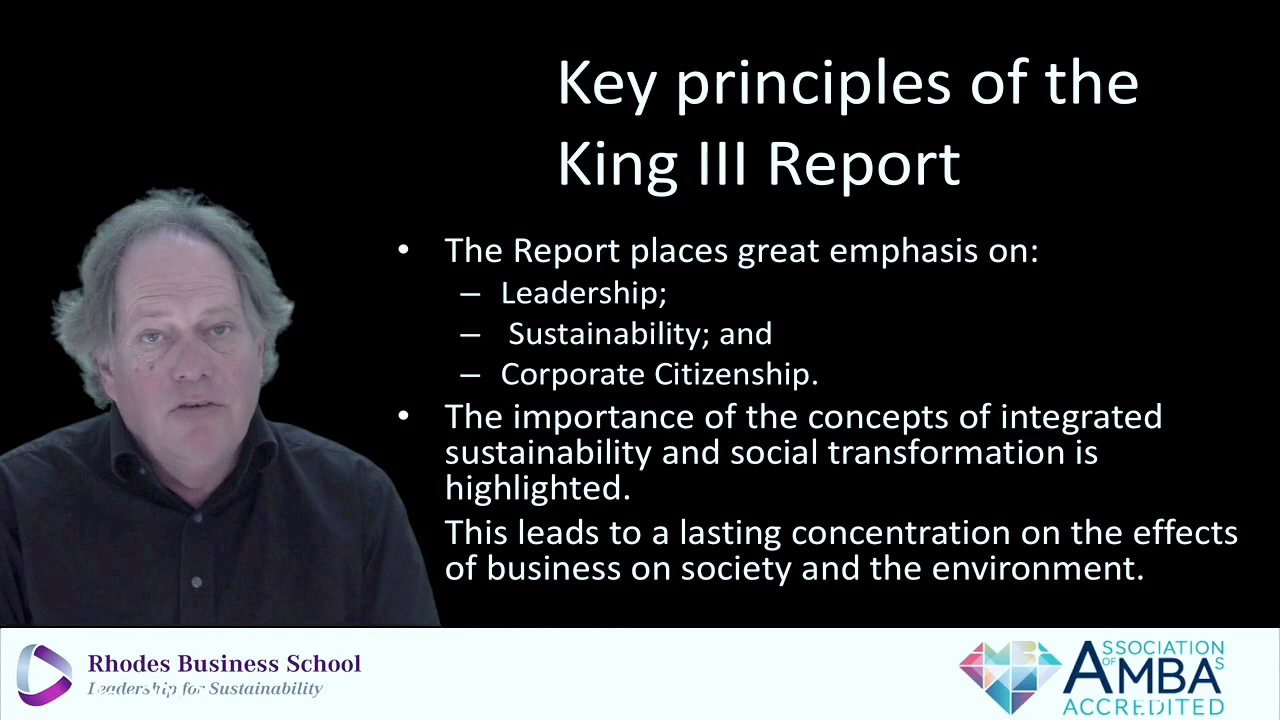 Key principles of the
King III Report
• The Report places great emphasis on:
– Leadership;
– Sustainability; and
– Corporate Citizenship.
• The importance of the concepts of integrated
sustainability and social transformation is
highlighted.
This leads to a lasting concentration on the effects
of business on society and the environment.
Rhodes Business School
Leadership for Sustainability
ASSOCIATION
OF AMBAS
ACCREDITED